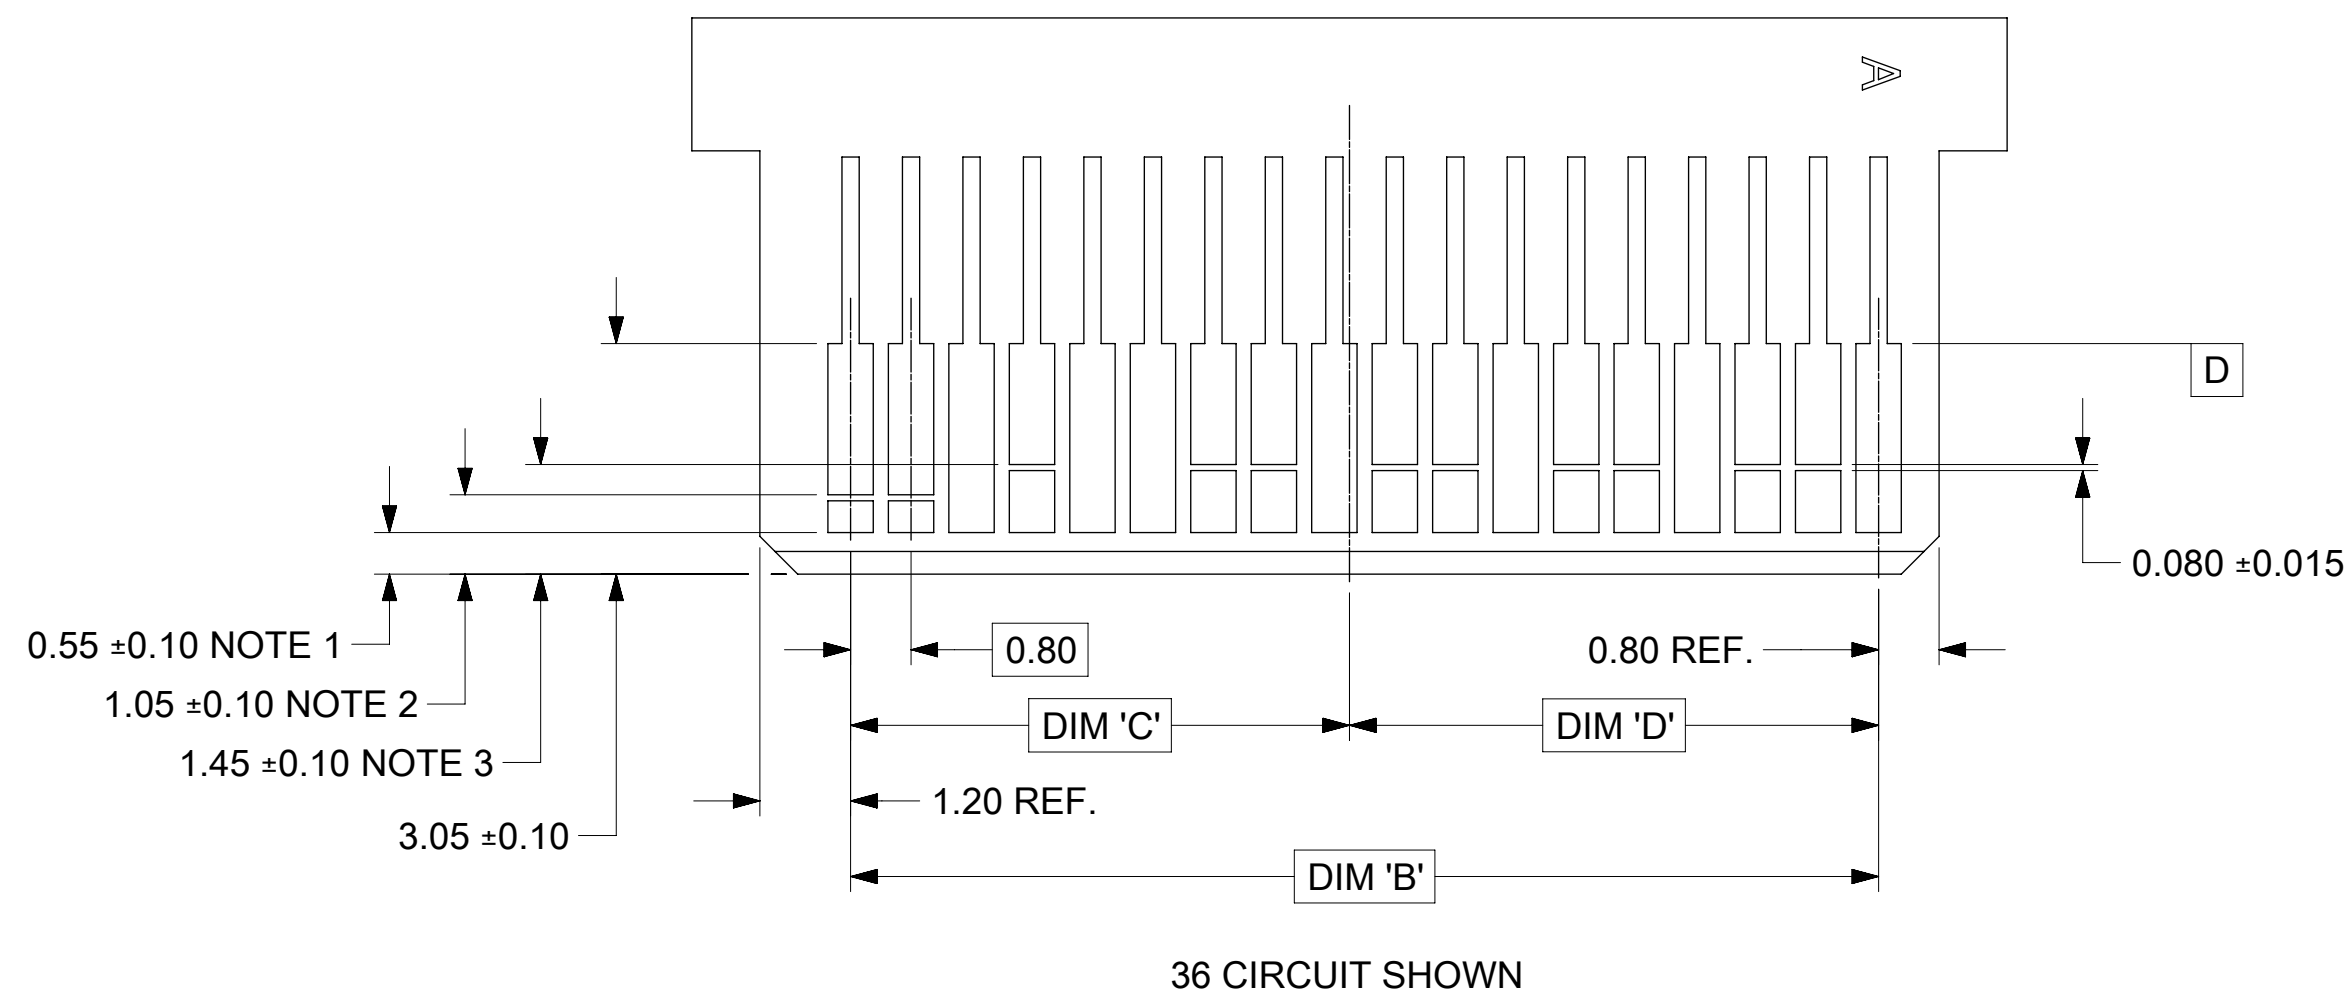 A
D
0.080 ±0.015
0.55 ±0.10 NOTE 1
0.80
0.80 REF.
1.05 ±0.10 NOTE 2
DIM 'C'
DIM 'D'
1.45 ±0.10 NOTE 3
1.20 REF.
3.05 ±0.10
DIM 'B'
36 CIRCUIT SHOWN